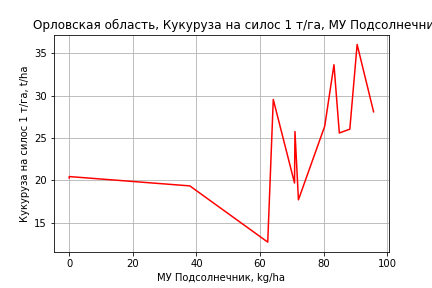 Орловская область, Кукуруза на силос 1 т/га, МУ Подсолнечни
35
30
25
20
15
Кукуруза на силос 1 т/га, t/ha
0 20 40 60 80 100
МУ Подсолнечник, kg/ha